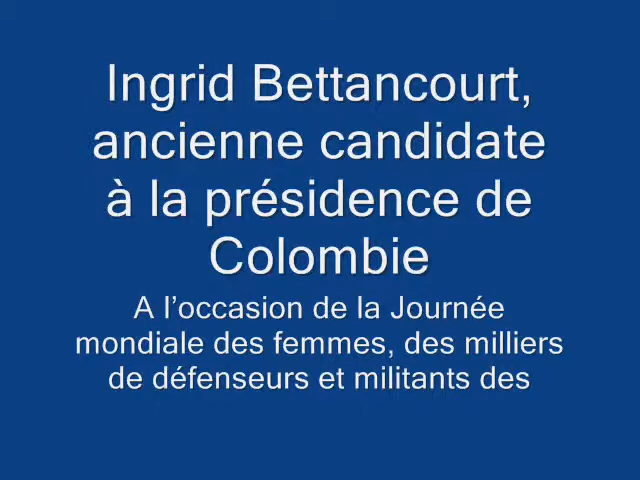 Ingrid Bettancourt,
ancienne candidate
à la présidence de
Colombie
A l’occasion de la Journée
mondiale des femmes, des milliers
de défenseurs et militants des